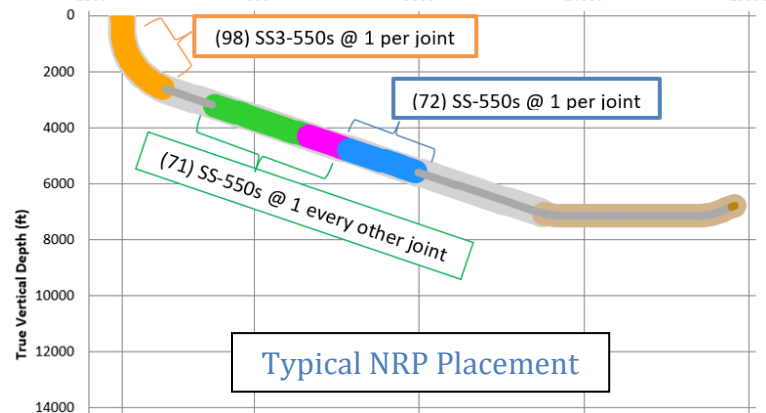 0
(98) SS3-550s @ 1 per joint
2000
(72) SS-550s @ 1 per joint
4000
(71) SS-550s @ 1 every other joint
6000
True Vertical Depth (ft)
8000
10000
12000
Typical NRP Placement
14000